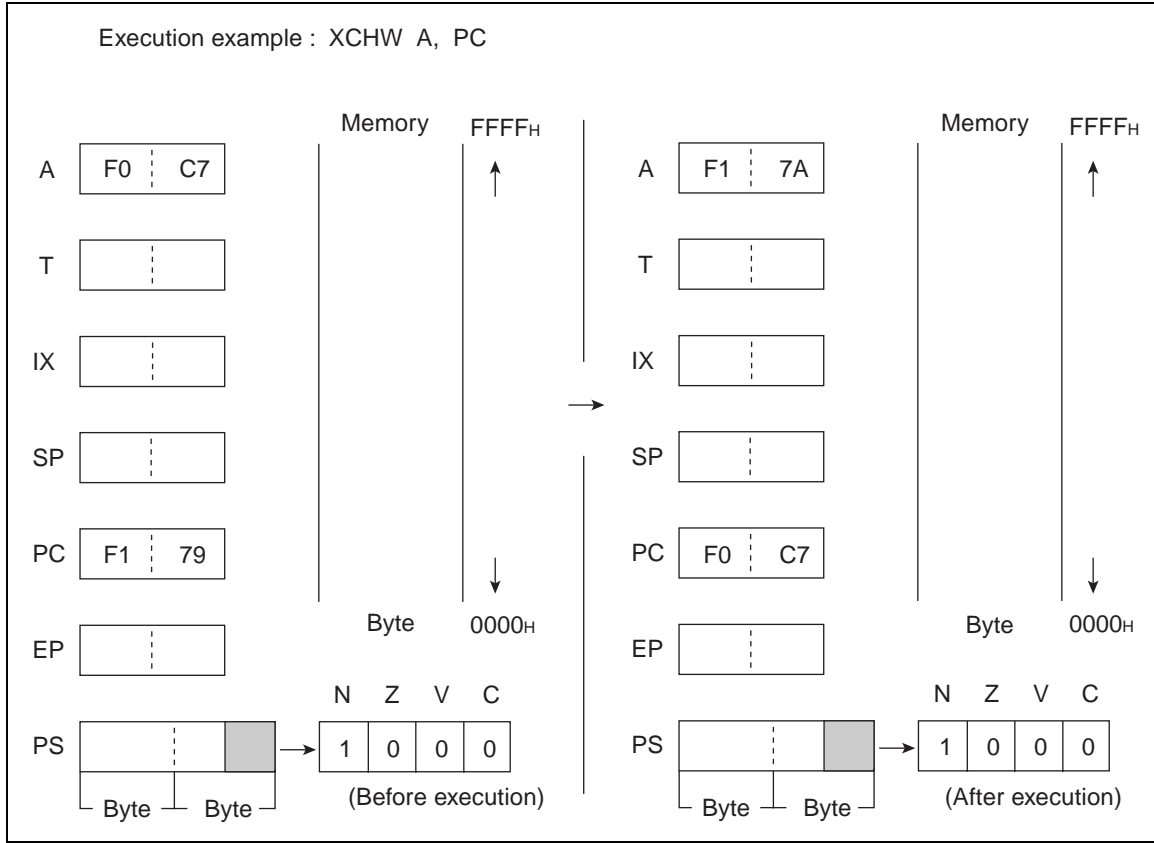 Execution example : XCHW A, PC
Memory FFFFH
A F0 C7
T
IX
SP
PC F1 79
Byte 0000H
EP
N Z V C
PS 1 0 0 0
Byte Byte (Before execution)
Memory FFFFH
A F1 7A
T
IX
SP
PC F0 C7
Byte 0000H
EP
N Z V C
PS 1 0 0 0
Byte Byte (After execution)